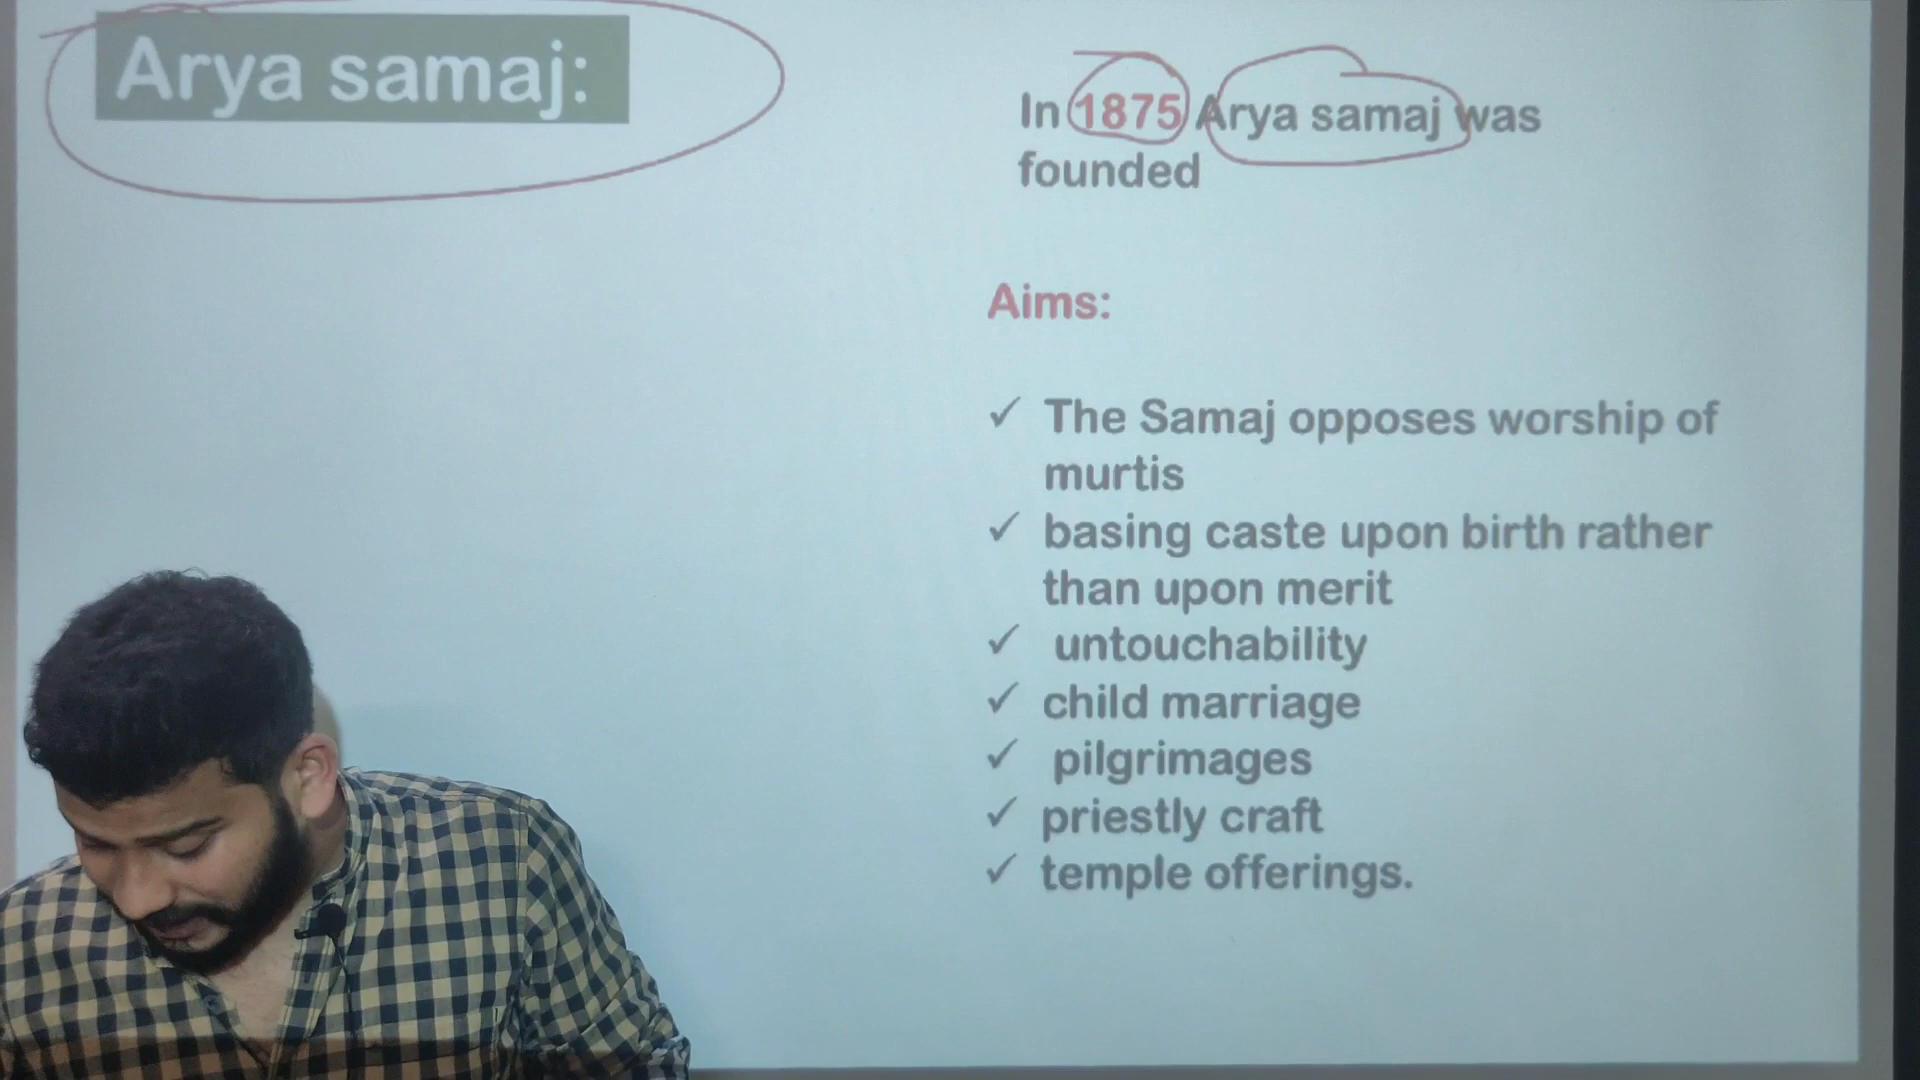 Arya samaj:
In 1875 Arya samaj was
founded
Aims:
✓ The Samaj opposes worship of
murtis
✓ basing caste upon birth rather
than upon merit
✓ untouchability
✓ child marriage
✓ pilgrimages
✓ priestly craft
✓ temple offerings.